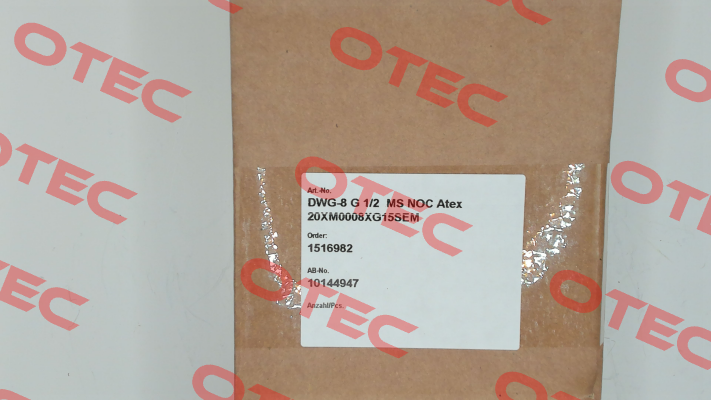 Art.-No.
DWG-8 G 1/2 MS NOC Atex
20XM0008XG15SEM
Order:
1516982
AB-No.
10144947
Anzahl/Pcs.
OTEC
OTEC
OTEC
OTEC
OTEC
OTEC
OTEC
OTEC